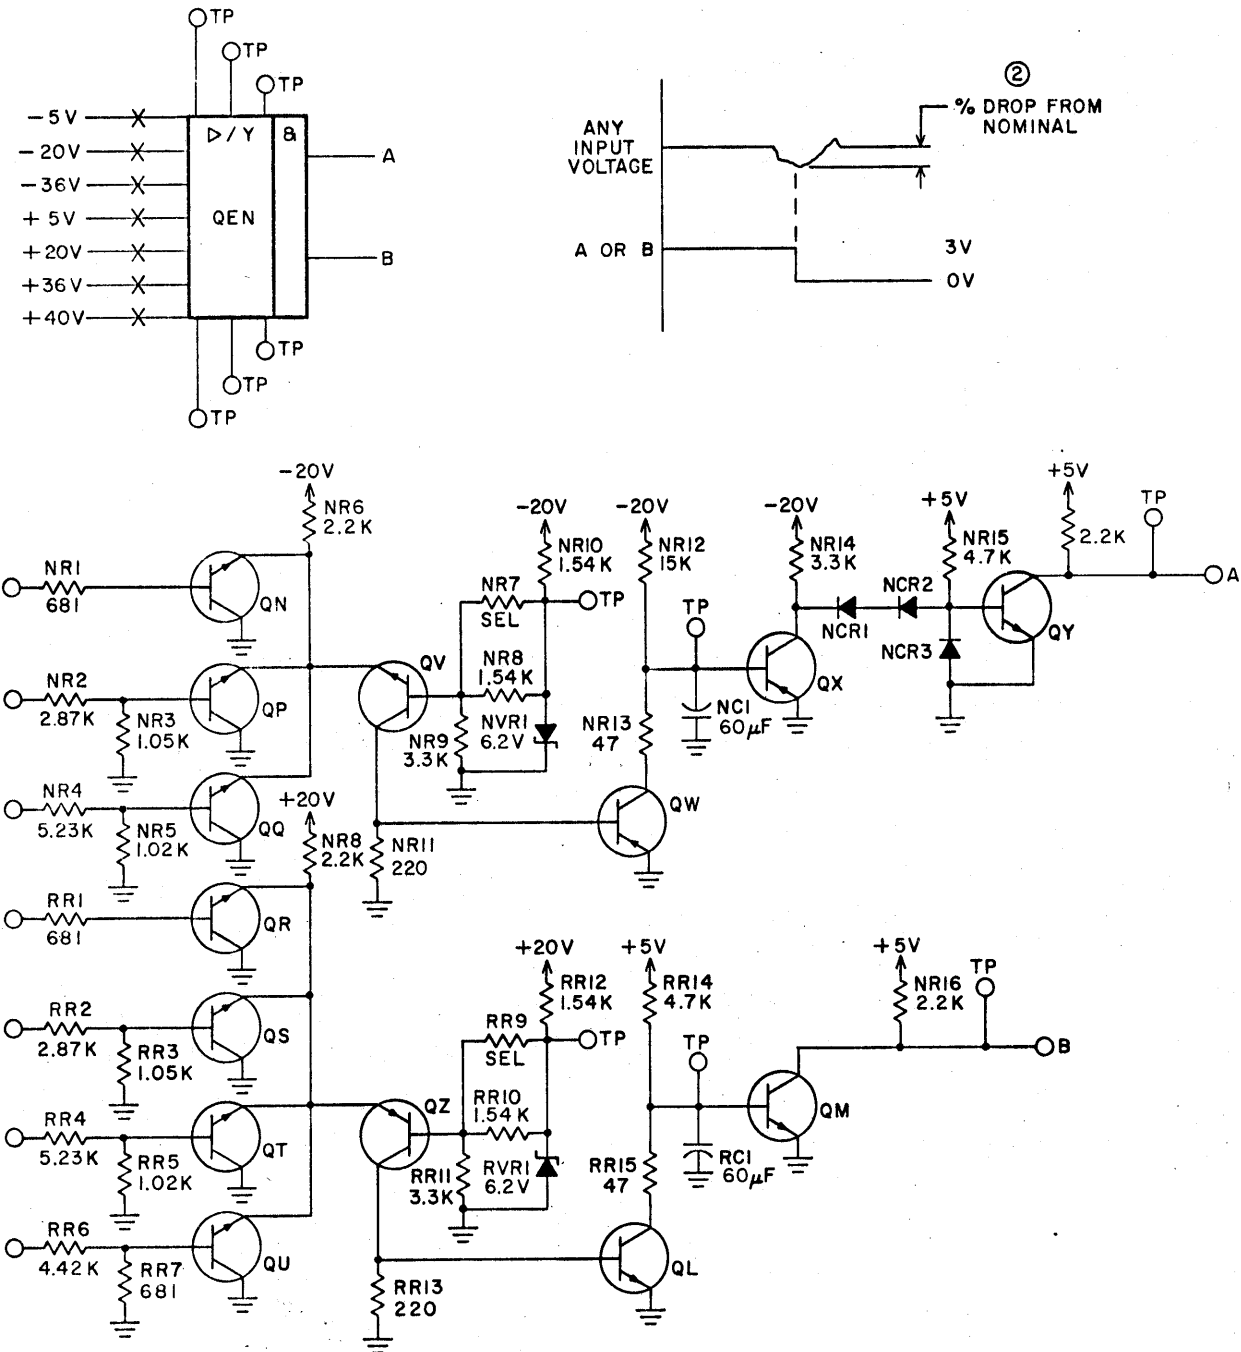 TP
TP
TP
-5V
-20V
-36V
+5V
+20V
+36V
+40V
▷/Y
&
QEN
A
B
TP
TP
TP
②
% DROP FROM
NOMINAL
ANY
INPUT
VOLTAGE
A OR B
3V
0V
-20V
NR6
2.2K
NR1
681
QN
NR2
2.87K
NR3
1.05K
QP
NR4
5.23K
NR5
1.02K
QQ
QV
-20V
NR10
1.54K
NR7
SEL
TP
NR8
1.54K
NR9
3.3K
NVR1
6.2V
NR11
220
-20V
NR12
15K
TP
NR13
47
NC1
60μF
QW
-20V
NR14
3.3K
QX
NCR1
NCR2
NCR3
+5V
NR15
4.7K
QY
+5V
2.2K
TP
A
+20V
NR8
2.2K
RR1
681
QR
RR2
2.87K
RR3
1.05K
QS
RR4
5.23K
RR5
1.02K
QT
RR6
4.42K
RR7
681
QU
QZ
+20V
RR12
1.54K
RR9
SEL
TP
RR10
1.54K
RR11
3.3K
RVR1
6.2V
RR13
220
+5V
RR14
4.7K
TP
RR15
47
RC1
60μF
QL
QM
+5V
NR16
2.2K
TP
B